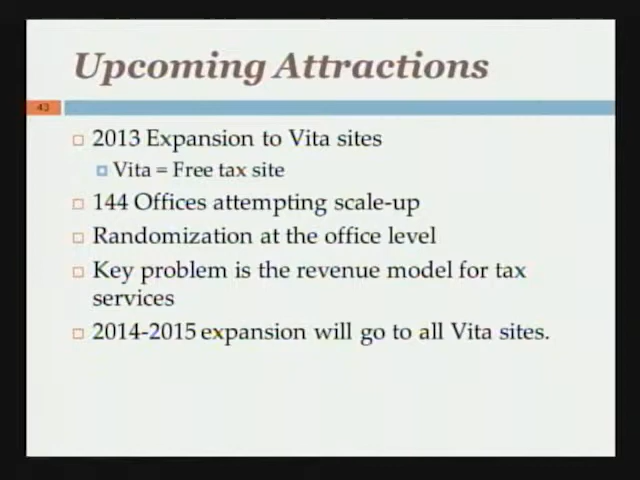 Upcoming Attractions
43
2013 Expansion to Vita sites
Vita = Free tax site
144 Offices attempting scale-up
Randomization at the office level
Key problem is the revenue model for tax
services
2014-2015 expansion will go to all Vita sites.